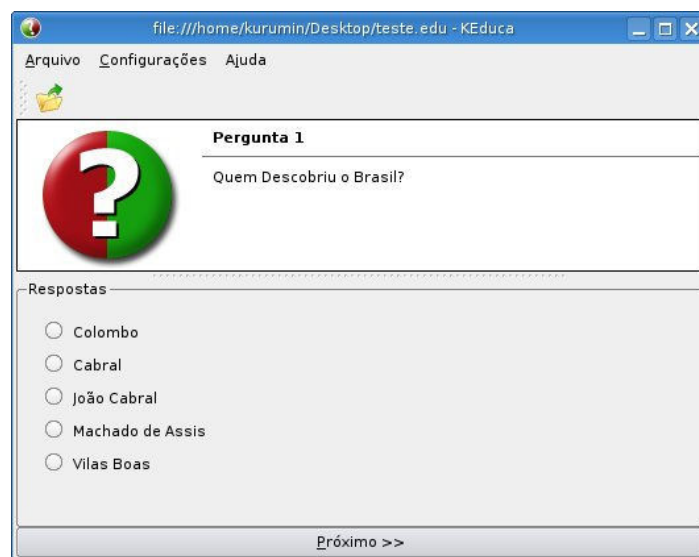 file:///home/kurumin/Desktop/teste.edu - KEduca
Arquivo Configurações Ajuda
?
Pergunta 1
Quem Descobriu o Brasil?
Respostas
Colombo
Cabral
João Cabral
Machado de Assis
Vilas Boas
Próximo >>